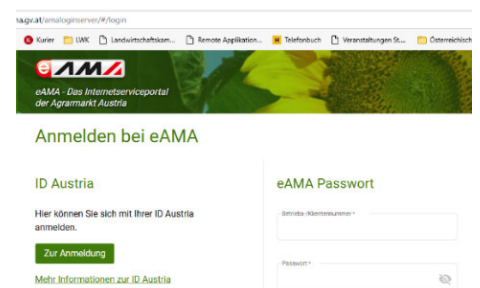 na.gv.at/amaloginserver/#/login
Kurier LWK Landwirtschaftskam... Remote Applikation... Telefonbuch Veranstaltungen St... Österreichisch
eAMA
eAMA - Das Internetserviceportal
der Agrarmarkt Austria
Anmelden bei eAMA
ID Austria
Hier können Sie sich mit Ihrer ID Austria
anmelden.
Zur Anmeldung
Mehr Informationen zur ID Austria
eAMA Passwort
Betriebs-/Klientennummer *
Passwort *